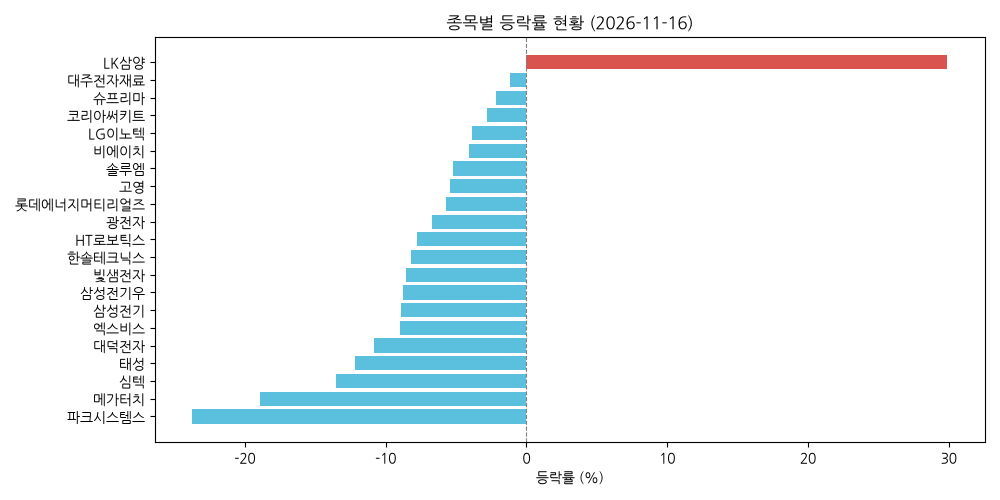 종목별 등락률 현황 (2026-11-16)
LK삼양
대주전자재료
슈프리마
코리아써키트
LG이노텍
비에이치
솔루엠
고영
롯데에너지머티리얼즈
광전자
HT로보틱스
한솔테크닉스
빛샘전자
삼성전기우
삼성전기
엑스비스
대덕전자
태성
심텍
메가터치
파크시스템스
-20 -10 0 10 20 30
등락률 (%)